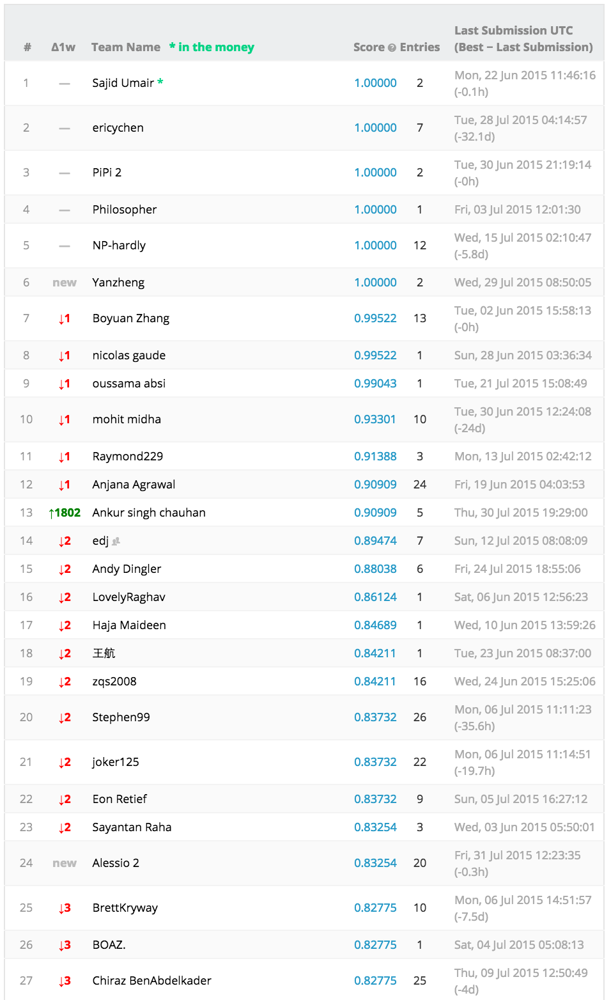 # Δ1w Team Name * in the money Score Entries Last Submission UTC
(Best − Last Submission)
1 — Sajid Umair * 1.00000 2 Mon, 22 Jun 2015 11:46:16
(-0.1h)
2 — ericychen 1.00000 7 Tue, 28 Jul 2015 04:14:57
(-32.1d)
3 — PiPi 2 1.00000 2 Tue, 30 Jun 2015 21:19:14
(-0h)
4 — Philosopher 1.00000 1 Fri, 03 Jul 2015 12:01:30
5 — NP-hardly 1.00000 12 Wed, 15 Jul 2015 02:10:47
(-5.8d)
6 new Yanzheng 1.00000 2 Wed, 29 Jul 2015 08:50:05
7 ↓1 Boyuan Zhang 0.99522 13 Tue, 02 Jun 2015 15:58:13
(-0h)
8 ↓1 nicolas gaude 0.99522 1 Sun, 28 Jun 2015 03:36:34
9 ↓1 oussama absi 0.99043 1 Tue, 21 Jul 2015 15:08:49
10 ↓1 mohit midha 0.93301 10 Tue, 30 Jun 2015 12:24:08
(-24d)
11 ↓1 Raymond229 0.91388 3 Mon, 13 Jul 2015 02:42:12
12 ↓1 Anjana Agrawal 0.90909 24 Fri, 19 Jun 2015 04:03:53
13 ↑1802 Ankur singh chauhan 0.90909 5 Thu, 30 Jul 2015 19:29:00
14 ↓2 edj 0.89474 7 Sun, 12 Jul 2015 08:08:09
15 ↓2 Andy Dingler 0.88038 6 Fri, 24 Jul 2015 18:55:06
16 ↓2 LovelyRaghav 0.86124 1 Sat, 06 Jun 2015 12:56:23
17 ↓2 Haja Maideen 0.84689 1 Wed, 10 Jun 2015 13:59:26
18 ↓2 王航 0.84211 1 Tue, 23 Jun 2015 08:37:00
19 ↓2 zqs2008 0.84211 16 Wed, 24 Jun 2015 15:25:06
20 ↓2 Stephen99 0.83732 26 Mon, 06 Jul 2015 11:11:23
(-35.6h)
21 ↓2 joker125 0.83732 22 Mon, 06 Jul 2015 11:14:51
(-19.7h)
22 ↓2 Eon Retief 0.83732 9 Sun, 05 Jul 2015 16:27:12
23 ↓2 Sayantan Raha 0.83254 3 Wed, 03 Jun 2015 05:50:01
24 new Alessio 2 0.83254 20 Fri, 31 Jul 2015 12:23:35
(-0.3h)
25 ↓3 BrettKryway 0.82775 10 Mon, 06 Jul 2015 14:51:57
(-7.5d)
26 ↓3 BOAZ. 0.82775 1 Sat, 04 Jul 2015 05:08:13
27 ↓3 Chiraz BenAbdelkader 0.82775 25 Thu, 09 Jul 2015 12:50:49
(-4d)